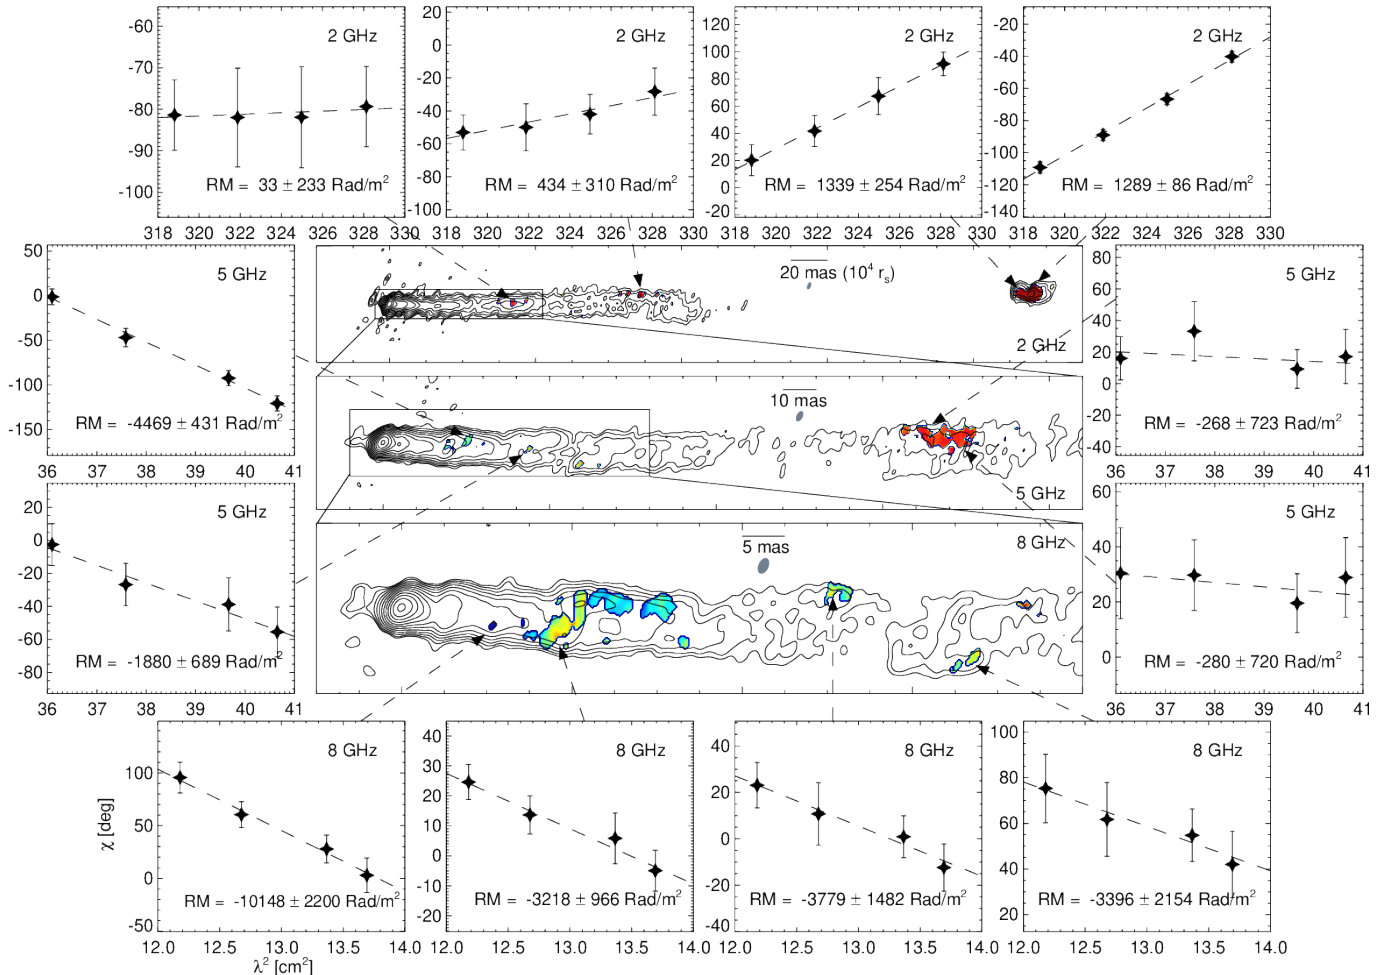 2 GHz
RM = 33 ± 233 Rad/m²
-60
-70
-80
-90
-100
318 320 322 324 326 328 330
2 GHz
RM = 434 ± 310 Rad/m²
20
0
-20
-40
-60
-80
-100
318 320 322 324 326 328 330
2 GHz
RM = 1339 ± 254 Rad/m²
120
100
80
60
40
20
0
-20
318 320 322 324 326 328 330
2 GHz
RM = 1289 ± 86 Rad/m²
-40
-60
-80
-100
-120
-140
318 320 322 324 326 328 330
5 GHz
RM = -4469 ± 431 Rad/m²
50
0
-50
-100
-150
36 37 38 39 40 41
20 mas (10⁴ rₛ)
2 GHz
10 mas
5 GHz
5 mas
8 GHz
5 GHz
RM = -268 ± 723 Rad/m²
80
60
40
20
0
-20
-40
36 37 38 39 40 41
5 GHz
RM = -1880 ± 689 Rad/m²
20
0
-20
-40
-60
-80
36 37 38 39 40 41
5 GHz
RM = -280 ± 720 Rad/m²
60
40
20
0
36 37 38 39 40 41
8 GHz
RM = -10148 ± 2200 Rad/m²
100
50
0
-50
χ [deg]
12.0 12.5 13.0 13.5 14.0
λ² [cm²]
8 GHz
RM = -3218 ± 966 Rad/m²
40
30
20
10
0
-10
-20
12.0 12.5 13.0 13.5 14.0
8 GHz
RM = -3779 ± 1482 Rad/m²
40
20
0
-20
-40
12.0 12.5 13.0 13.5 14.0
8 GHz
RM = -3396 ± 2154 Rad/m²
100
80
60
40
20
12.0 12.5 13.0 13.5 14.0